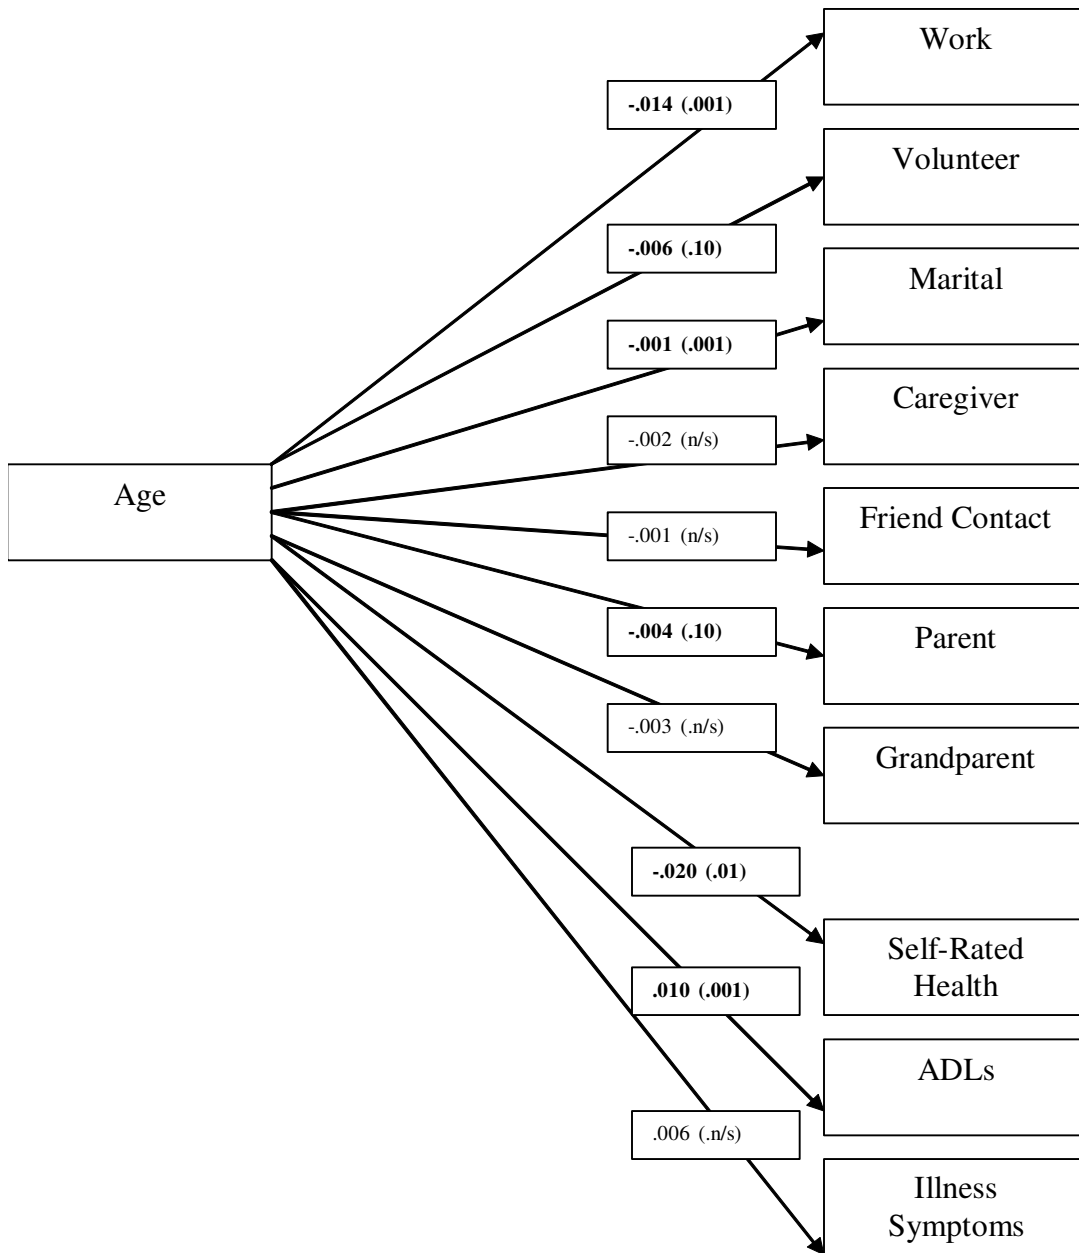 Work
-.014 (.001)
Volunteer
-.006 (.10)
Marital
-.001 (.001)
Caregiver
-.002 (n/s)
Age
Friend Contact
-.001 (n/s)
-.004 (.10)
Parent
-.003 (.n/s)
Grandparent
-.020 (.01)
Self-Rated
Health
.010 (.001)
ADLs
.006 (.n/s)
Illness
Symptoms